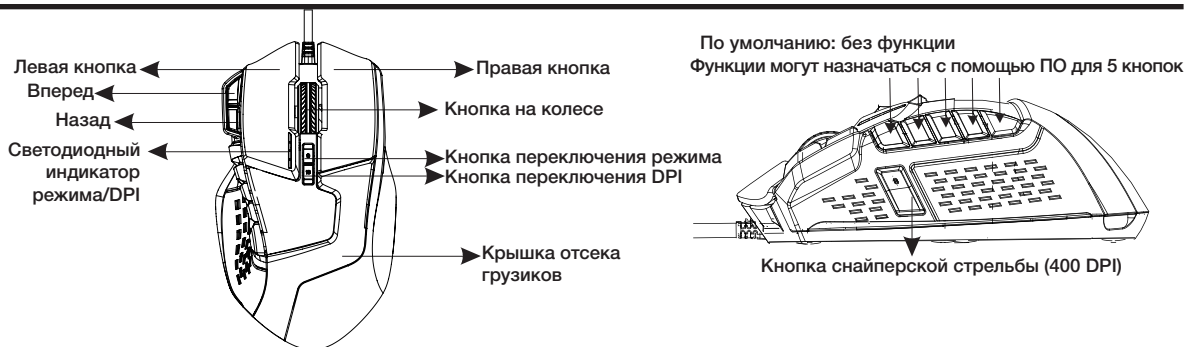 Левая кнопка
Вперед
Назад
Светодиодный
индикатор
режима/DPI
Правая кнопка
Кнопка на колесе
Кнопка переключения режима
Кнопка переключения DPI
Крышка отсека
грузиков
По умолчанию: без функции
Функции могут назначаться с помощью ПО для 5 кнопок
Кнопка снайперской стрельбы (400 DPI)